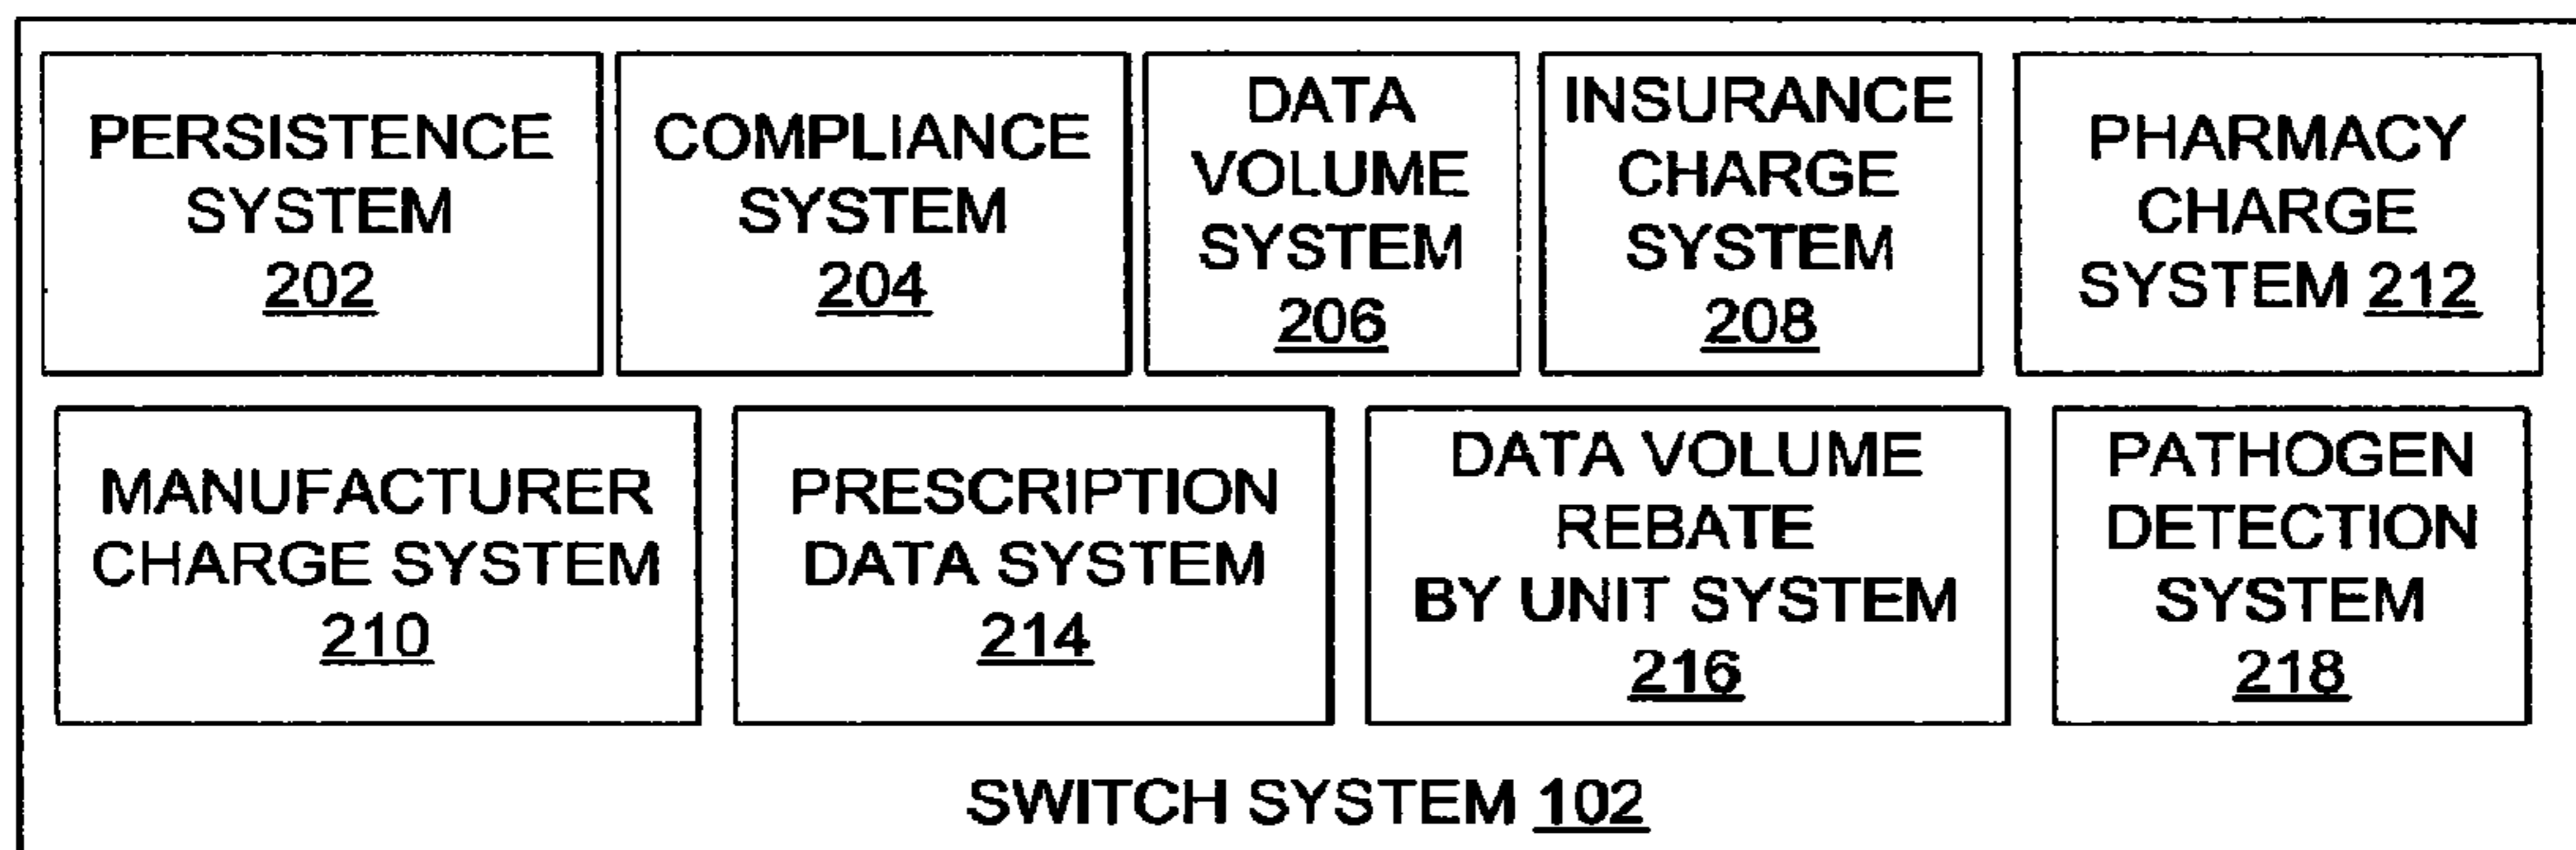 PERSISTENCE
SYSTEM
202
COMPLIANCE
SYSTEM
204
DATA
VOLUME
SYSTEM
206
INSURANCE
CHARGE
SYSTEM
208
PHARMACY
CHARGE
SYSTEM 212
MANUFACTURER
CHARGE SYSTEM
210
PRESCRIPTION
DATA SYSTEM
214
DATA VOLUME
REBATE
BY UNIT SYSTEM
216
PATHOGEN
DETECTION
SYSTEM
218
SWITCH SYSTEM 102